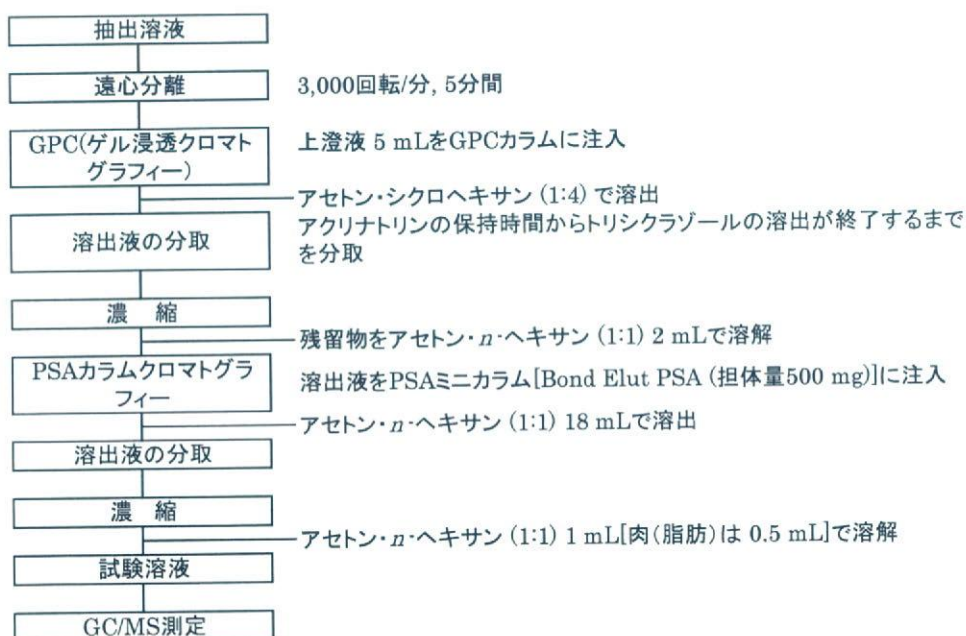 抽出溶液
遠心分離
3,000回転/分, 5分間
GPC(ゲル浸透クロマト
グラフィー)
上澄液 5 mLをGPCカラムに注入
アセトン・シクロヘキサン (1:4) で溶出
アクリナトリンの保持時間からトリシクラゾールの溶出が終了するまで
を分取
溶出液の分取
濃 縮
残留物をアセトン・n-ヘキサン (1:1) 2 mLで溶解
PSAカラムクロマトグラ
フィー
溶出液をPSAミニカラム[Bond Elut PSA (担体量500 mg)]に注入
アセトン・n-ヘキサン (1:1) 18 mLで溶出
溶出液の分取
濃 縮
アセトン・n-ヘキサン (1:1) 1 mL[肉(脂肪)は 0.5 mL]で溶解
試験溶液
GC/MS測定